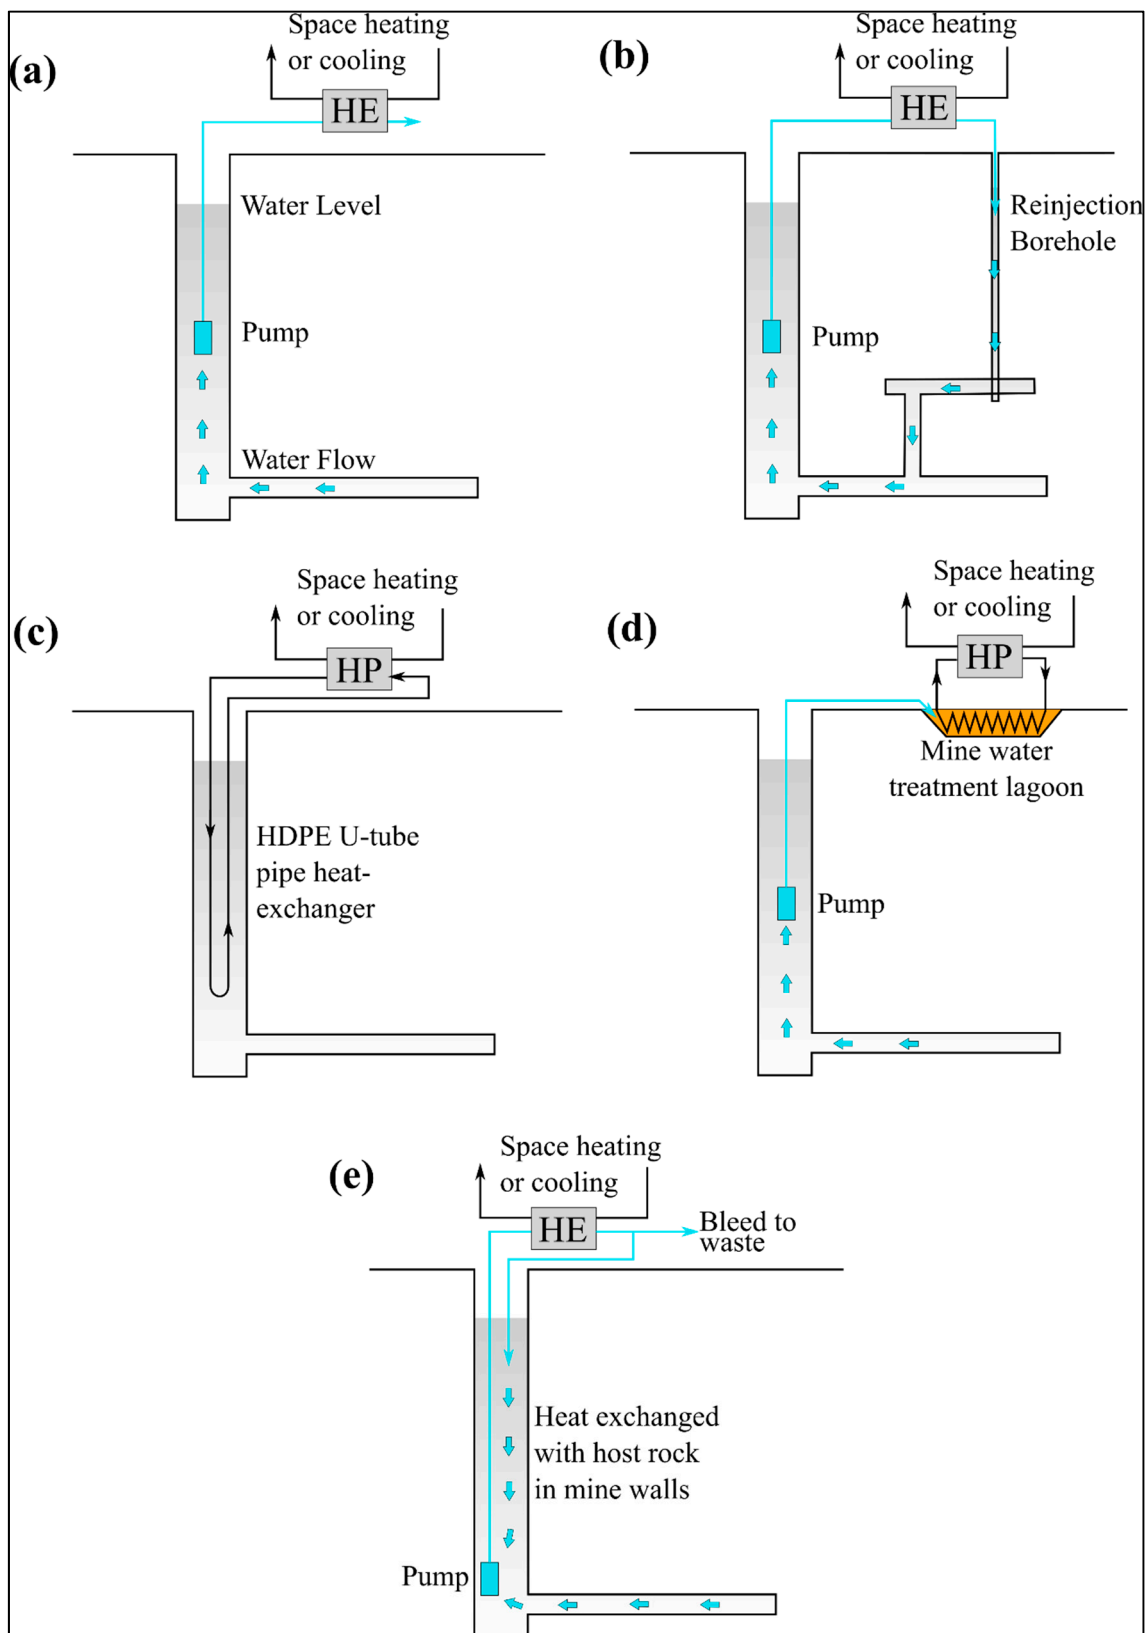 (a)
Space heating
or cooling
HE
Water Level
Pump
Water Flow
(b)
Space heating
or cooling
HE
Reinjection
Borehole
Pump
(c)
Space heating
or cooling
HP
HDPE U-tube
pipe heat-
exchanger
(d)
Space heating
or cooling
HP
Mine water
treatment lagoon
Pump
(e)
Space heating
or cooling
HE
Bleed to
waste
Heat exchanged
with host rock
in mine walls
Pump